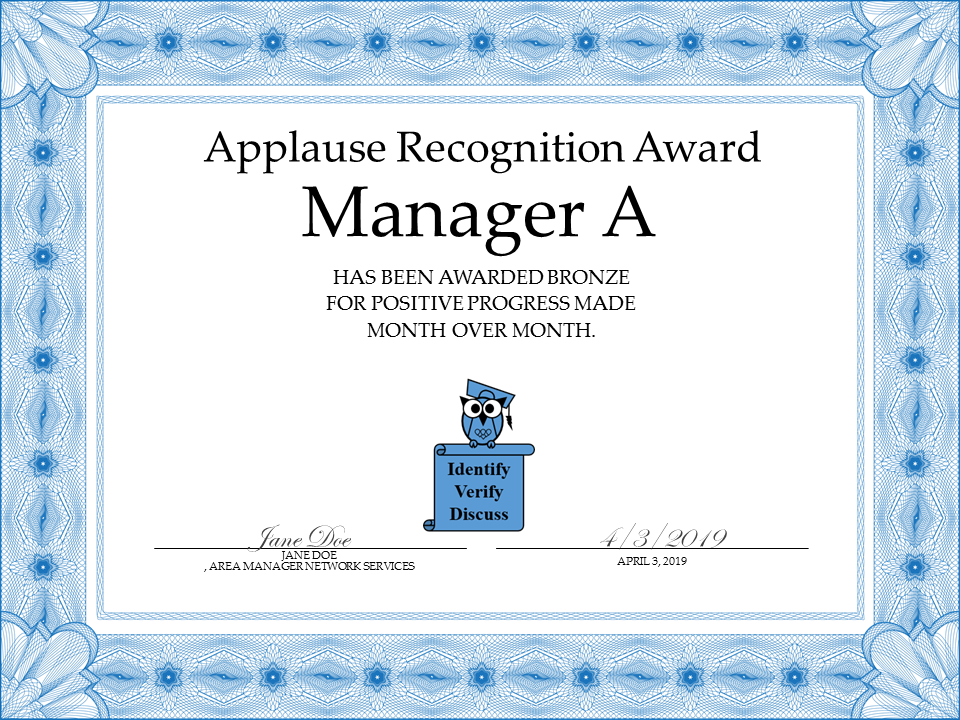 Applause Recognition Award
Manager A
HAS BEEN AWARDED BRONZE
FOR POSITIVE PROGRESS MADE
MONTH OVER MONTH.
Identify
Verify
Discuss
Jane Doe
JANE DOE
, AREA MANAGER NETWORK SERVICES
4/3/2019
APRIL 3, 2019